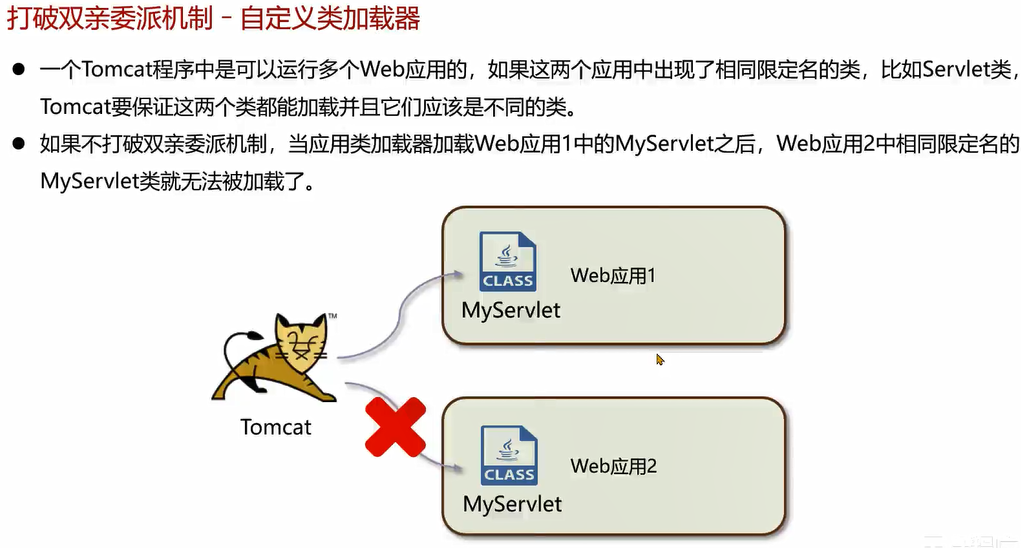 打破双亲委派机制 - 自定义类加载器
● 一个Tomcat程序中是可以运行多个Web应用的，如果这两个应用中出现了相同限定名的类，比如Servlet类，
Tomcat要保证这两个类都能加载并且它们应该是不同的类。
● 如果不打破双亲委派机制，当应用类加载器加载Web应用1中的MyServlet之后，Web应用2中相同限定名的
MyServlet类就无法被加载了。
CLASS
MyServlet
Web应用1
TM
Tomcat
CLASS
MyServlet
Web应用2